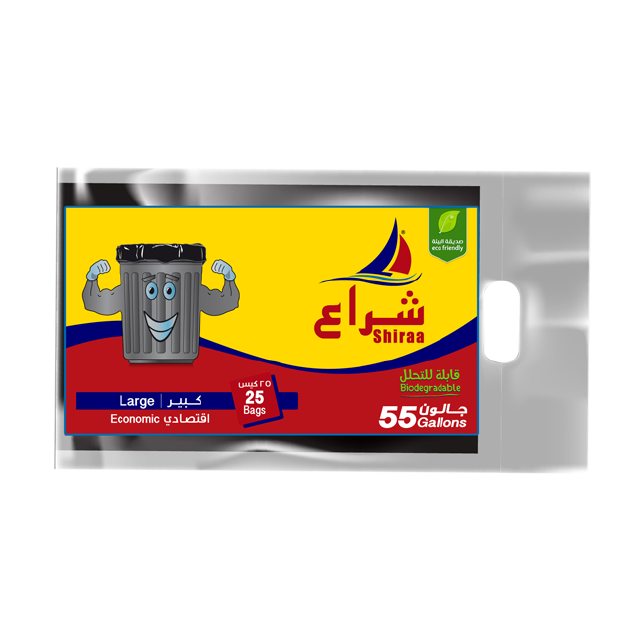 صديقة البيئة
eco friendly
شراع
Shiraa
قابلة للتحلل
Biodegradable
٢٥ كيس
25
Bags
Large | كبير
Economic اقتصادي
55 جالون
Gallons